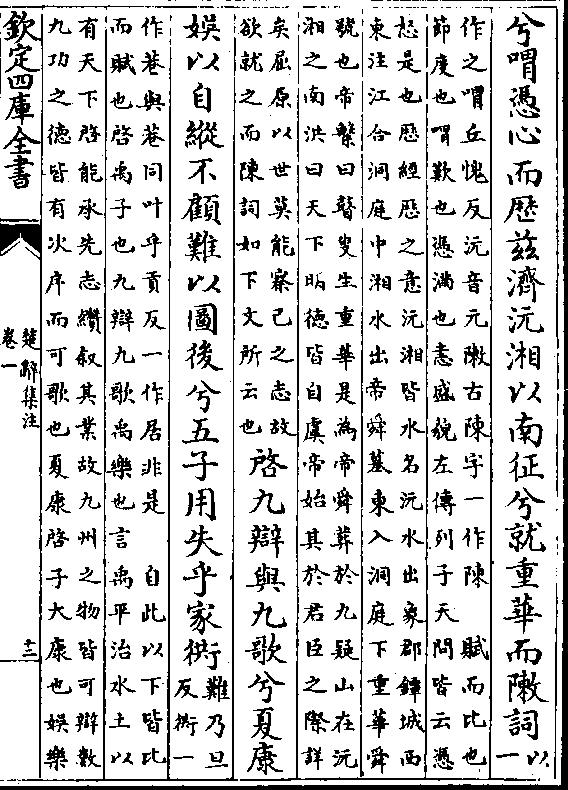 兮喟憑心而歴兹濟沅湘以南征兮就重華而敶詞以一
作之喟丘愧反沅音元敶古陳字一作陳 賦而比也
節度也喟歎也憑滿也恚盛貌左傳列子天問皆云憑
怒是也歴經歴之意沅湘皆水名沅水出象郡鐔城西
東注江合洞庭中湘水出帝舜墓東入洞庭下重華舜
號也帝繫曰瞽叟生重華是為帝舜葬於九疑山在沅
湘之南洪曰天下眀徳皆自虞帝始其於君臣之際詳
矣屈原以世莫能察己之志故
欲就之而陳詞如下文所云也
啓九辯與九歌兮夏康
娱以自縱不顧難以圖後兮五子用失乎家衖
難乃旦
反衖一
作巷與巷同叶乎貢反一作居非是 自此以下皆比
而賦也啓禹子也九辯九歌禹樂也言禹平治水土以
有天下啓能承先志纘叙其業故九州之物皆可辯數
九功之徳皆有次序而可歌也夏康啓子大康也娱樂
欽定四庫全書
楚辭集注
卷一
十二